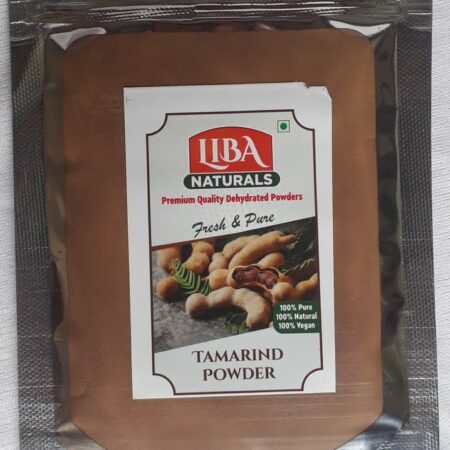 LIBA
NATURALS
Premium Quality Dehydrated Powders
Fresh & Pure
100% Pure
100% Natural
100% Vegan
TAMARIND
POWDER